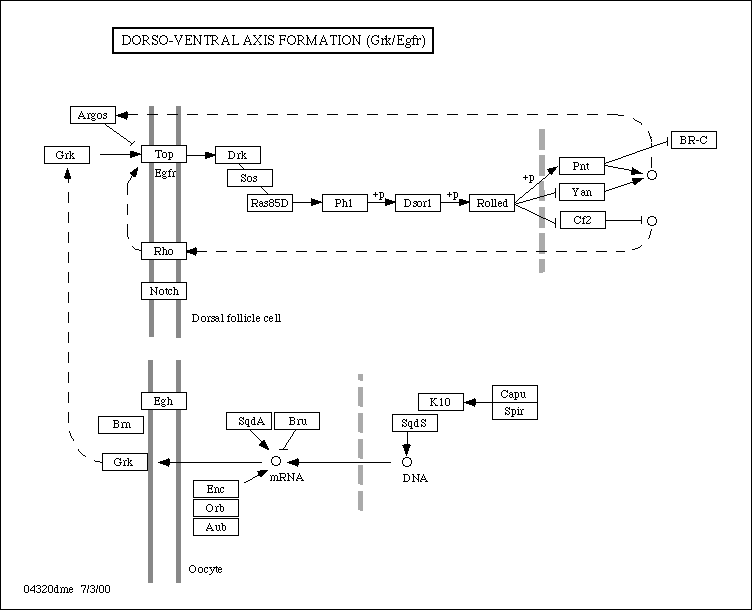 DORSO-VENTRAL AXIS FORMATION (Grk/Egfr)
Argos
BR-C
Grk
Top
Drk
Pnt
Egfr
Sos
+p
Yan
Ras85D
Ph1
+p
Dsor1
+p
Rolled
Cf2
Rho
Notch
Dorsal follicle cell
Egh
K10
Capu
Spir
Brn
SqdA
Bru
SqdS
Grk
mRNA
DNA
Enc
Orb
Aub
Oocyte
04320dme 7/3/00